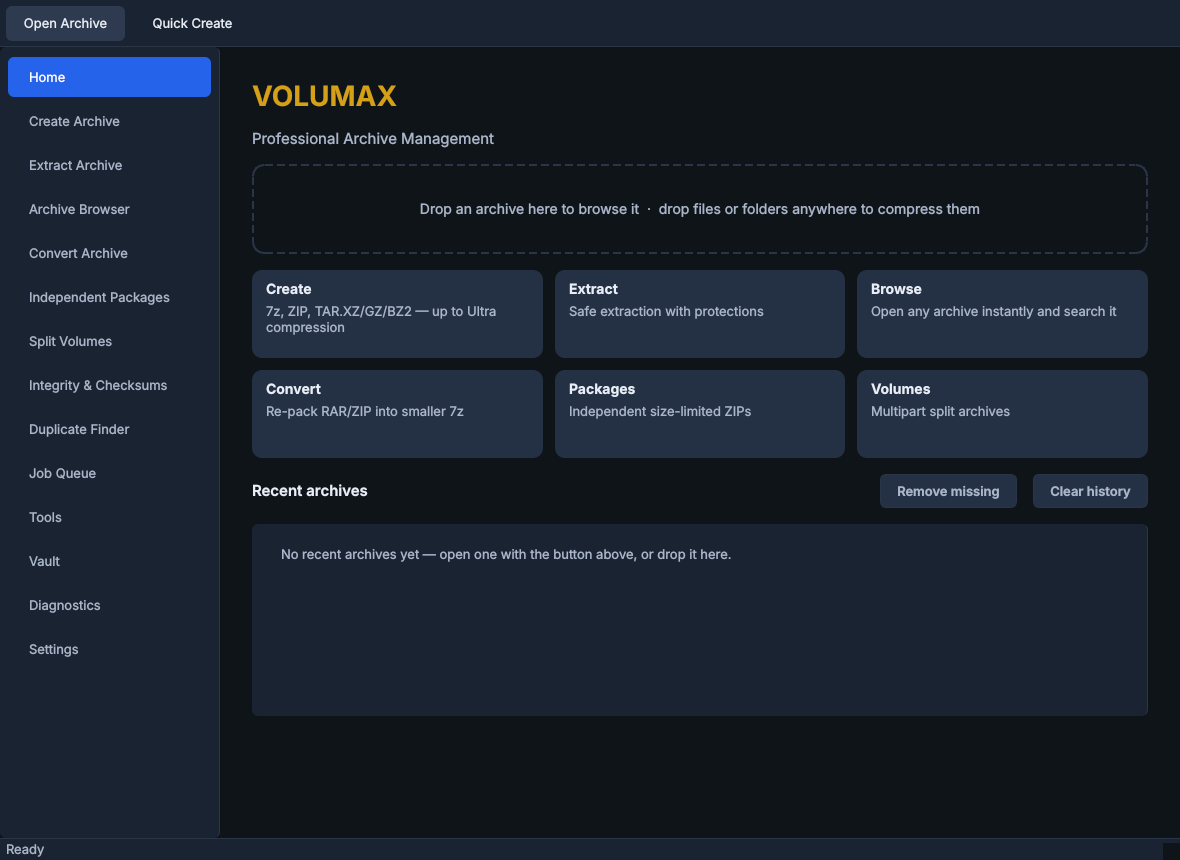 Open Archive
Quick Create
Home
Create Archive
Extract Archive
Archive Browser
Convert Archive
Independent Packages
Split Volumes
Integrity & Checksums
Duplicate Finder
Job Queue
Tools
Vault
Diagnostics
Settings
VOLUMAX
Professional Archive Management
Drop an archive here to browse it · drop files or folders anywhere to compress them
Create
7z, ZIP, TAR.XZ/GZ/BZ2 — up to Ultra
compression
Extract
Safe extraction with protections
Browse
Open any archive instantly and search it
Convert
Re-pack RAR/ZIP into smaller 7z
Packages
Independent size-limited ZIPs
Volumes
Multipart split archives
Recent archives
Remove missing
Clear history
No recent archives yet — open one with the button above, or drop it here.
Ready